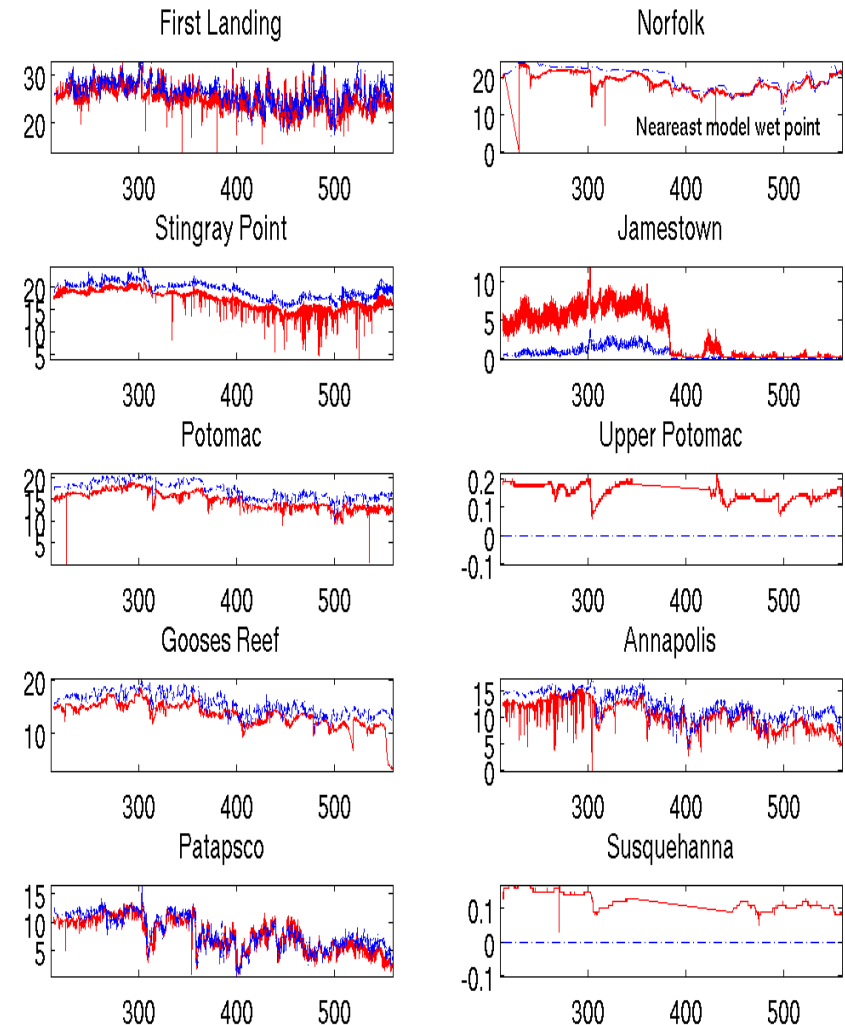 First Landing
30
20
300 400 500
Norfolk
20
10
0
Neareast model wet point
300 400 500
Stingray Point
20
15
10
5
300 400 500
Jamestown
10
5
0
300 400 500
Potomac
20
15
10
5
300 400 500
Upper Potomac
0.2
0.1
0
-0.1
300 400 500
Gooses Reef
20
10
300 400 500
Annapolis
15
10
5
0
300 400 500
Patapsco
15
10
5
300 400 500
Susquehanna
0.1
0
-0.1
300 400 500